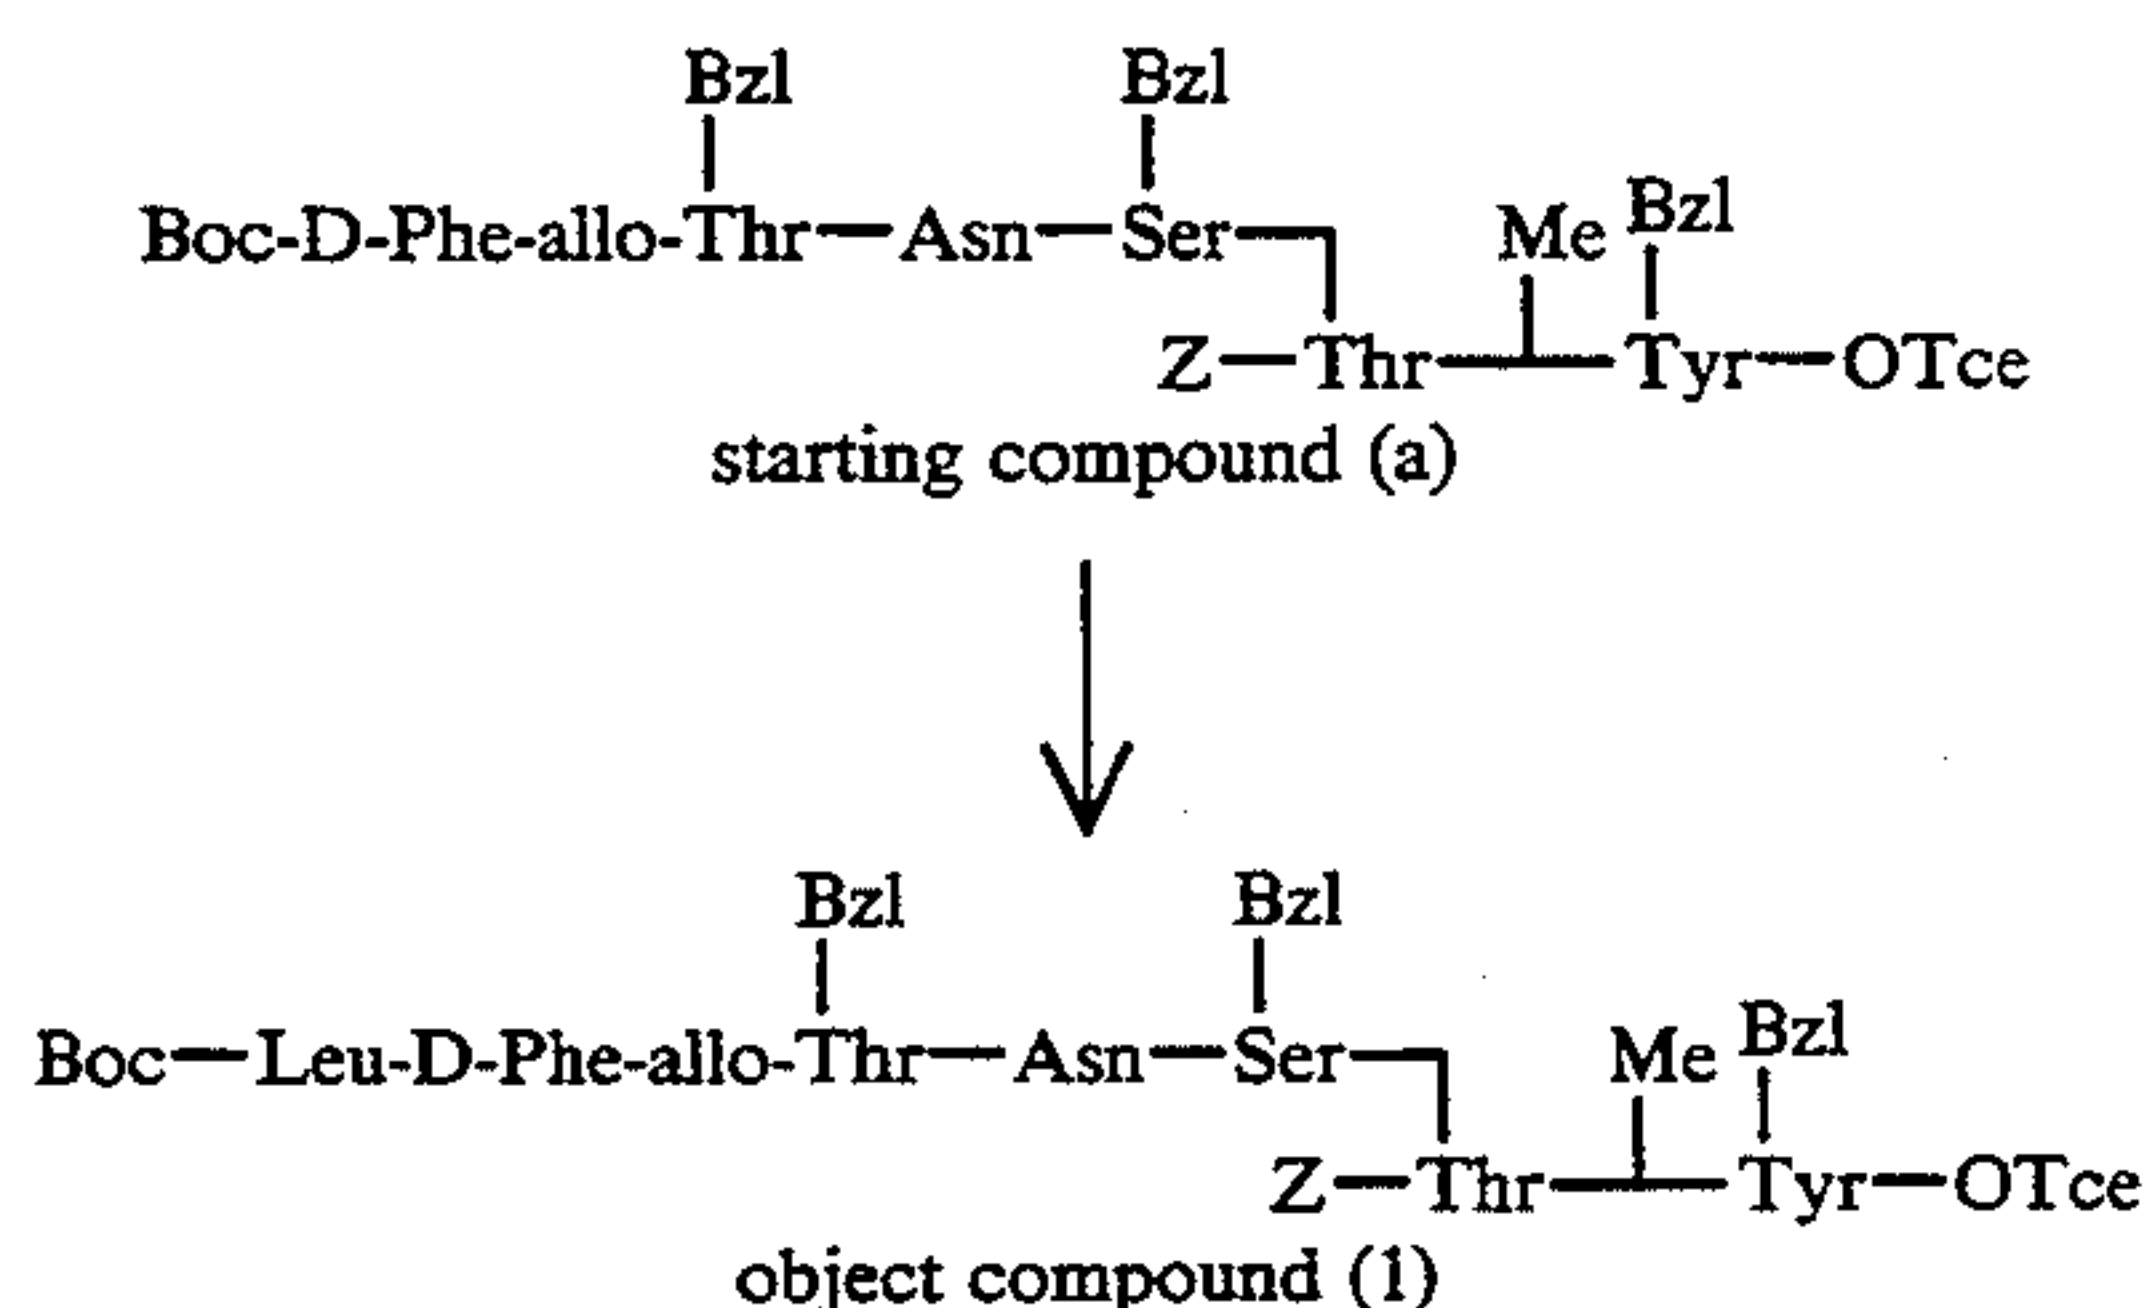 Bzl Bzl
Boc-D-Phe-allo-Thr—Asn—Ser
Me Bzl
Z—Thr—Tyr—OTce
starting compound (a)
Bzl Bzl
Boc—Leu-D-Phe-allo-Thr—Asn—Ser
Me Bzl
Z—Thr—Tyr—OTce
object compound (1)